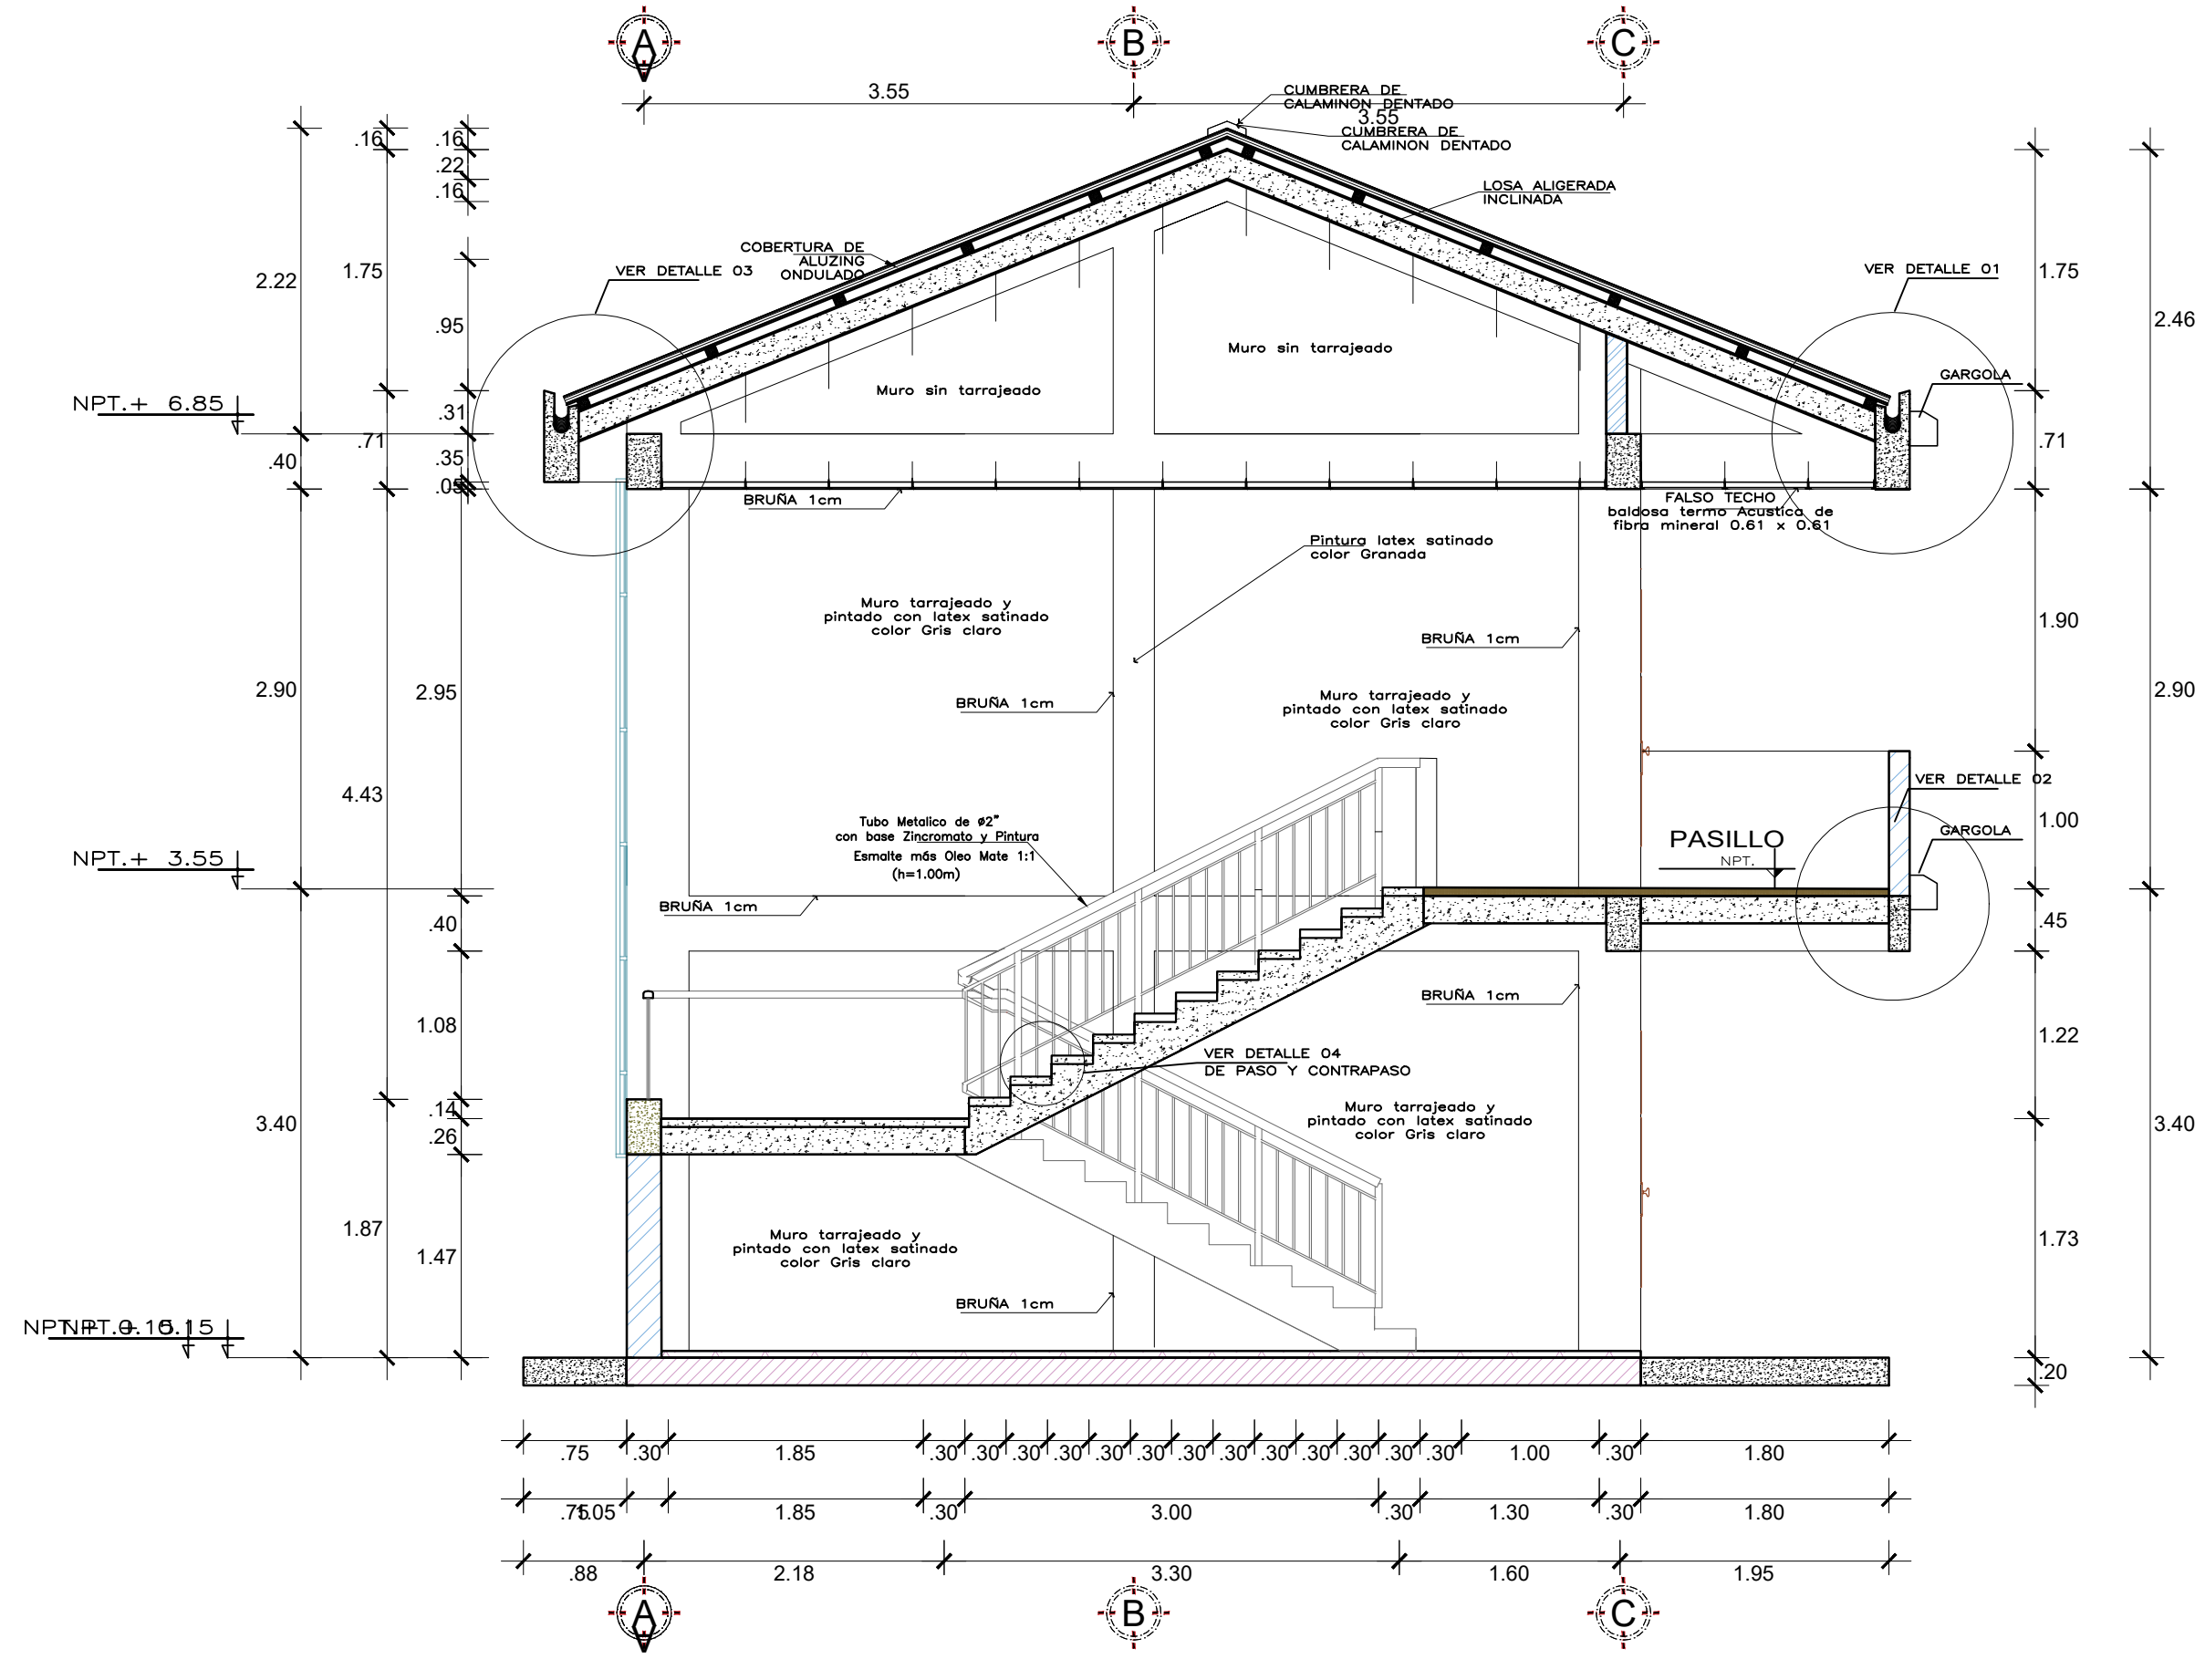 A
B
C
3.55
3.55
CUMBRERA DE
CALAMINON DENTADO
CUMBRERA DE
CALAMINON DENTADO
LOSA ALIGERADA
INCLINADA
COBERTURA DE
ALUZING
ONDULADO
VER DETALLE 03
VER DETALLE 01
GARGOLA
Muro sin tarrajeado
Muro sin tarrajeado
2.22
.40
2.90
3.40
.16
1.75
.71
4.43
1.87
.16
.22
.16
.95
.31
.35
2.95
.40
1.08
.14
.26
1.47
NPT.+ 6.85
NPT.+ 3.55
BRUÑA 1cm
FALSO TECHO
baldosa termo Acustica de
fibra mineral 0.61 x 0.61
Pintura latex satinado
color Granada
Muro tarrajeado y
pintado con latex satinado
color Gris claro
BRUÑA 1cm
BRUÑA 1cm
Muro tarrajeado y
pintado con latex satinado
color Gris claro
Tubo Metalico de ø2"
con base Zincromato y Pintura
Esmalte más Oleo Mate 1:1
(h=1.00m)
BRUÑA 1cm
PASILLO
NPT.
VER DETALLE 02
GARGOLA
BRUÑA 1cm
VER DETALLE 04
DE PASO Y CONTRAPASO
Muro tarrajeado y
pintado con latex satinado
color Gris claro
Muro tarrajeado y
pintado con latex satinado
color Gris claro
BRUÑA 1cm
1.75
.71
1.90
1.00
.45
1.22
1.73
.20
2.46
2.90
3.40
.75 .30 1.85 .30 .30 .30 .30 .30 .30 .30 .30 .30 .30 .30 .30 .30 1.00 .30 1.80
1.85 .30 3.00 .30 1.30 .30 1.80
.88 2.18 3.30 1.60 1.95
A
B
C